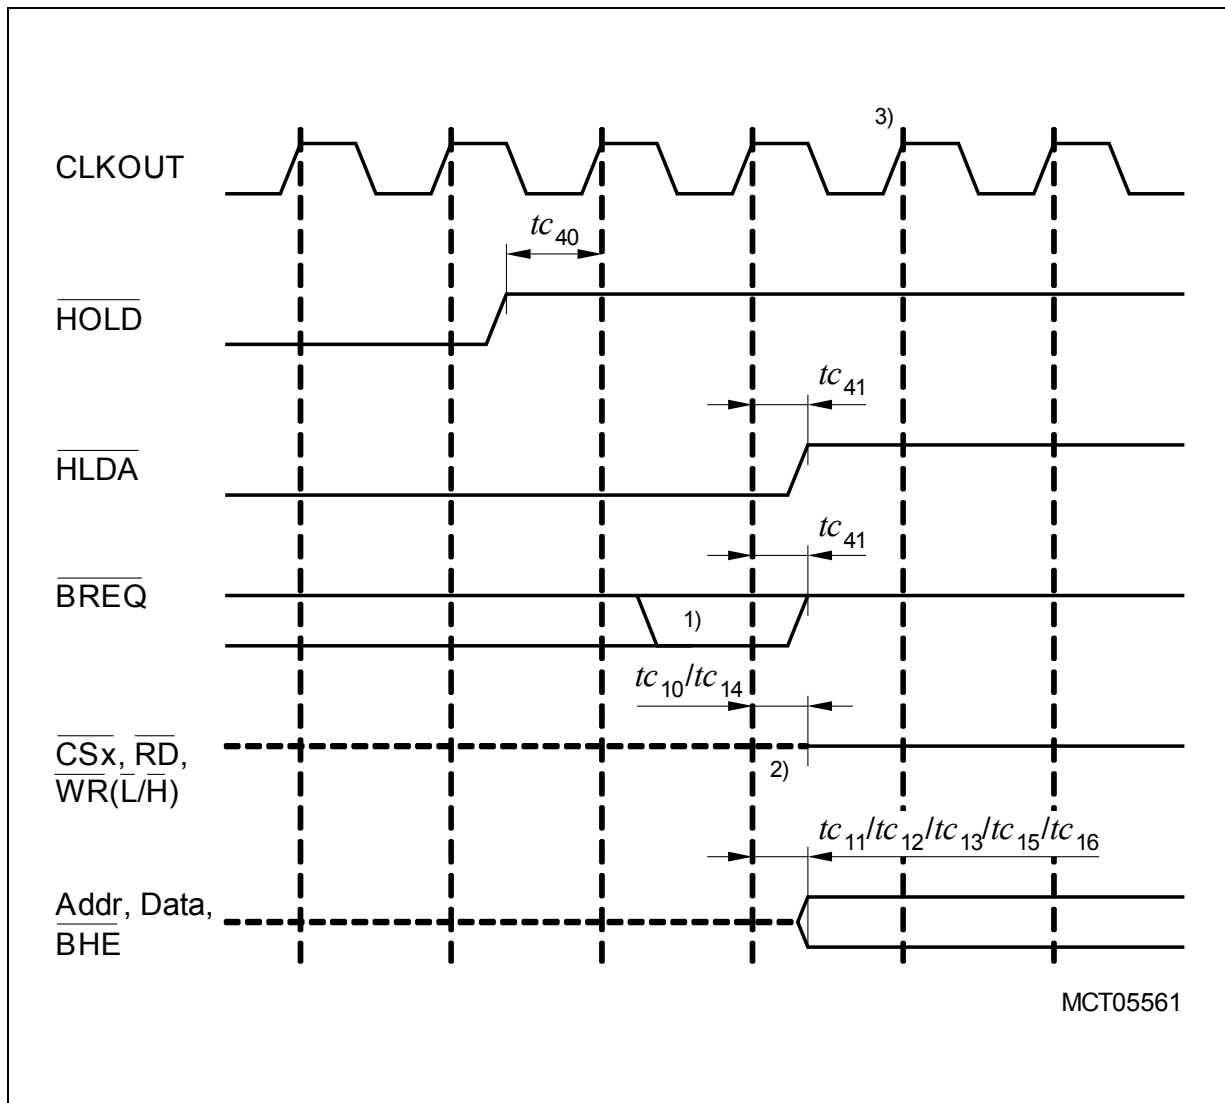 3)
CLKOUT
tc40
HOLD
tc41
HLDA
tc41
BREQ
1)
tc10/tc14
CSx, RD,
WR(L/H)
2)
tc11/tc12/tc13/tc15/tc16
Addr, Data,
BHE
MCT05561